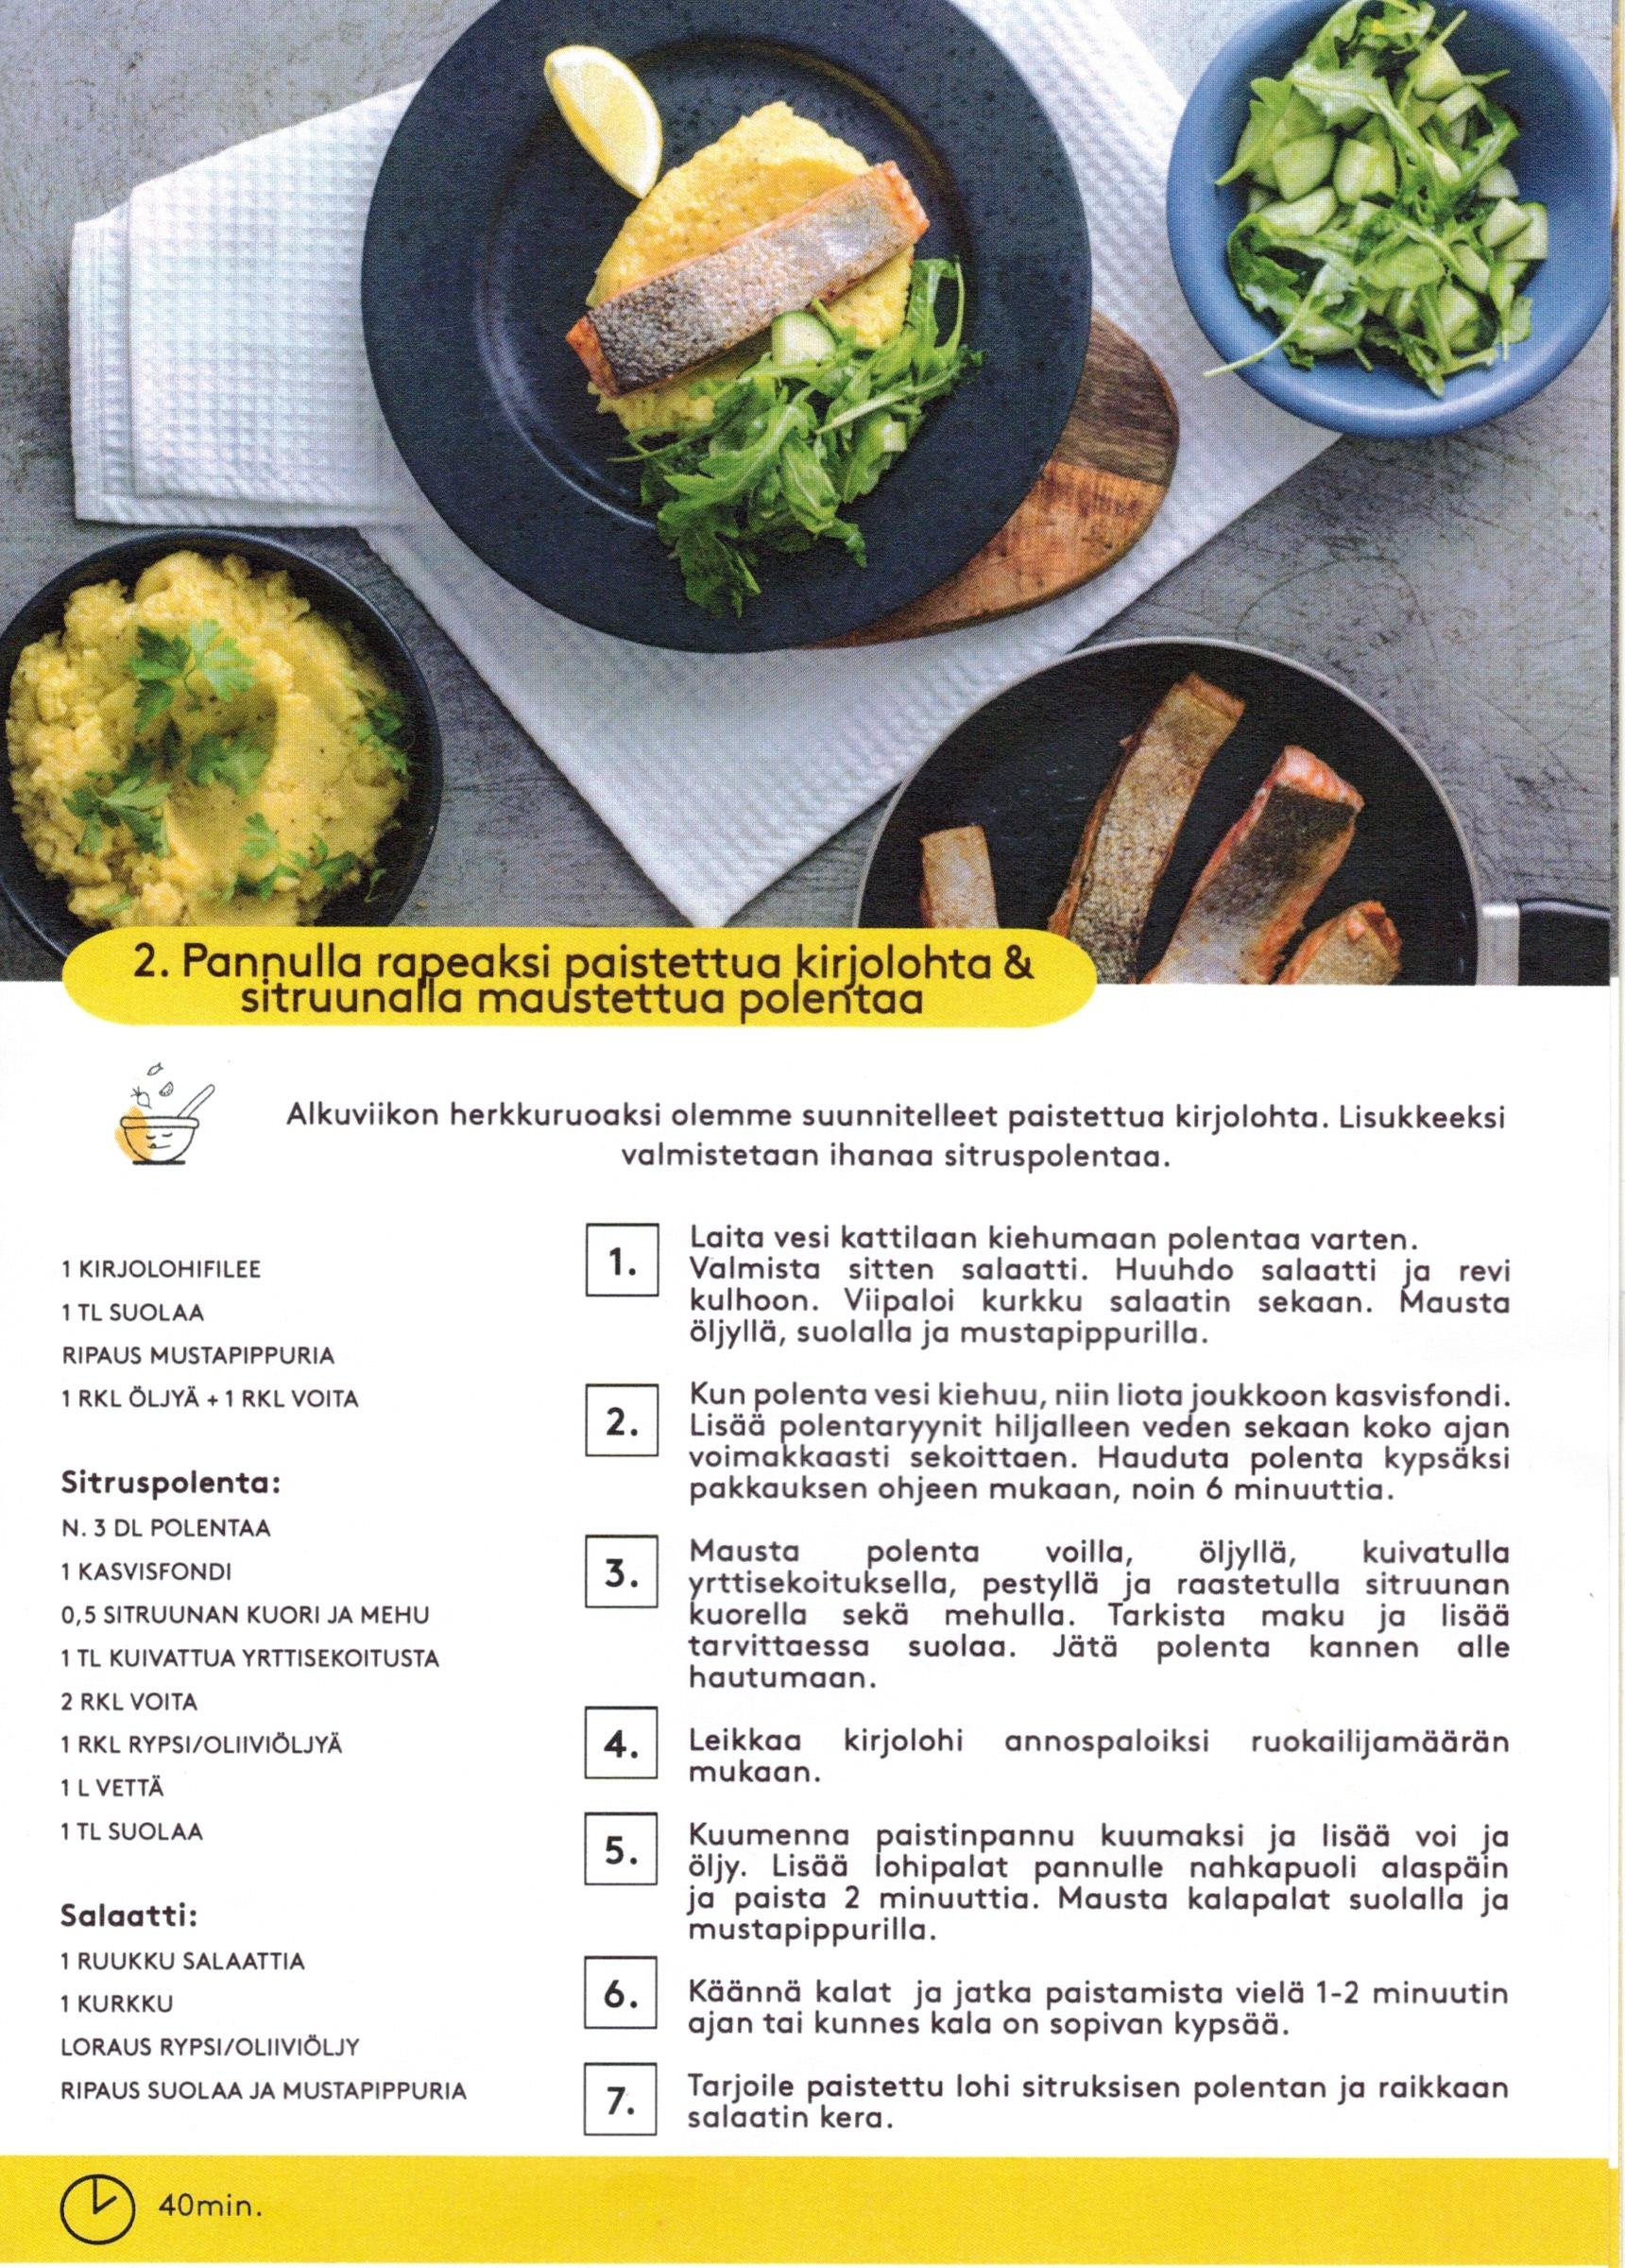 2. Pannulla rapeaksi paistettua kirjolohta &
sitruunalla maustettua polentaa
Alkuviikon herkkuruoaksi olemme suunnitelleet paistettua kirjolohta. Lisukkeeksi
valmistetaan ihanaa sitruspolentaa.
1 KIRJOLOHIFILEE
1 TL SUOLAA
RIPAUS MUSTAPIPPURIA
1 RKL ÖLJYÄ + 1 RKL VOITA
Sitruspolenta:
N. 3 DL POLENTAA
1 KASVISFONDI
0,5 SITRUUNAN KUORI JA MEHU
1 TL KUIVATTUA YRTTISEKOITUSTA
2 RKL VOITA
1 RKL RYPSI/OLIIVIÖLJYÄ
1 L VETTÄ
1 TL SUOLAA
Salaatti:
1 RUUKKU SALAATTIA
1 KURKKU
LORAUS RYPSI/OLIIVIÖLJY
RIPAUS SUOLAA JA MUSTAPIPPURIA
1.
Laita vesi kattilaan kiehumaan polentaa varten.
Valmista sitten salaatti. Huuhdo salaatti ja revi
kulhoon. Viipaloi kurkku salaatin sekaan. Mausta
öljyllä, suolalla ja mustapippurilla.
2.
Kun polenta vesi kiehuu, niin liota joukkoon kasvisfondi.
Lisää polentaryynit hiljalleen veden sekaan koko ajan
voimakkaasti sekoittaen. Hauduta polenta kypsäksi
pakkauksen ohjeen mukaan, noin 6 minuuttia.
3.
Mausta polenta voilla, öljyllä, kuivatulla
yrttisekoituksella, pestyllä ja raastetulla sitruunan
kuorella sekä mehulla. Tarkista maku ja lisää
tarvittaessa suolaa. Jätä polenta kannen alle
hautumaan.
4.
Leikkaa kirjolohi annospaloiksi ruokailijamäärän
mukaan.
5.
Kuumenna paistinpannu kuumaksi ja lisää voi ja
öljy. Lisää lohipalat pannulle nahkapuoli alaspäin
ja paista 2 minuuttia. Mausta kalapalat suolalla ja
mustapippurilla.
6.
Käännä kalat ja jatka paistamista vielä 1-2 minuutin
ajan tai kunnes kala on sopivan kypsää.
7.
Tarjoile paistettu lohi sitruksisen polentan ja raikkaan
salaatin kera.
40min.